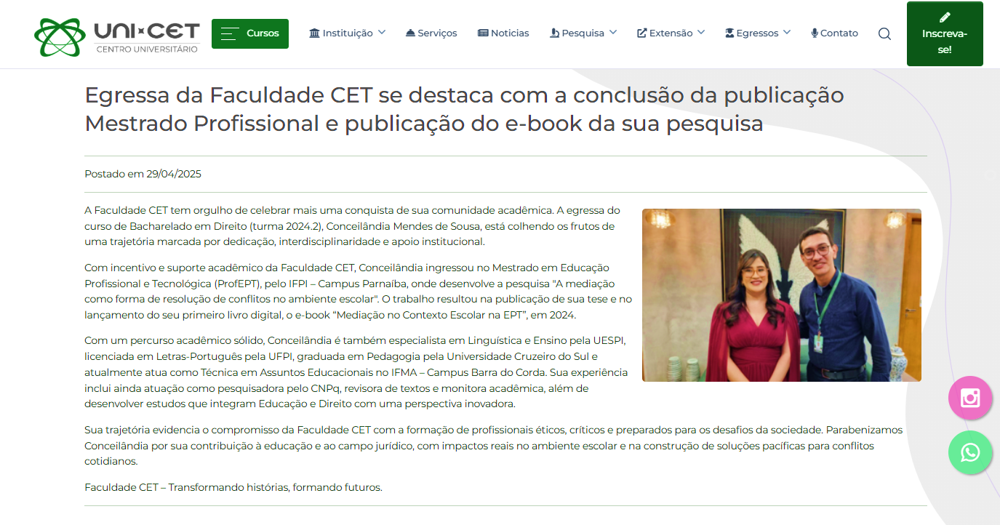 UNI CET
CENTRO UNIVERSITÁRIO
Cursos
Instituição
Serviços
Noticias
Pesquisa
Extensão
Egressos
Contato
Inscreva-
se!
Egressa da Faculdade CET se destaca com a conclusão da publicação
Mestrado Profissional e publicação do e-book da sua pesquisa
Postado em 29/04/2025
A Faculdade CET tem orgulho de celebrar mais uma conquista de sua comunidade acadêmica. A egressa do
curso de Bacharelado em Direito (turma 2024.2), Conceilândia Mendes de Sousa, está colhendo os frutos de
uma trajetória marcada por dedicação, interdisciplinaridade e apoio institucional.
Com incentivo e suporte acadêmico da Faculdade CET, Conceilândia ingressou no Mestrado em Educação
Profissional e Tecnológica (ProfEPT), pelo IFPI – Campus Parnaíba, onde desenvolve a pesquisa "A mediação
como forma de resolução de conflitos no ambiente escolar". O trabalho resultou na publicação de sua tese e no
lançamento do seu primeiro livro digital, o e-book “Mediação no Contexto Escolar na EPT”, em 2024.
Com um percurso acadêmico sólido, Conceilândia é também especialista em Linguística e Ensino pela UESPI,
licenciada em Letras-Português pela UFPI, graduada em Pedagogia pela Universidade Cruzeiro do Sul e
atualmente atua como Técnica em Assuntos Educacionais no IFMA – Campus Barra do Corda. Sua experiência
inclui ainda atuação como pesquisadora pelo CNPq, revisora de textos e monitora acadêmica, além de
desenvolver estudos que integram Educação e Direito com uma perspectiva inovadora.
Sua trajetória evidencia o compromisso da Faculdade CET com a formação de profissionais éticos, críticos e preparados para os desafios da sociedade. Parabenizamos
Conceilândia por sua contribuição à educação e ao campo jurídico, com impactos reais no ambiente escolar e na construção de soluções pacíficas para conflitos
cotidianos.
Faculdade CET – Transformando histórias, formando futuros.